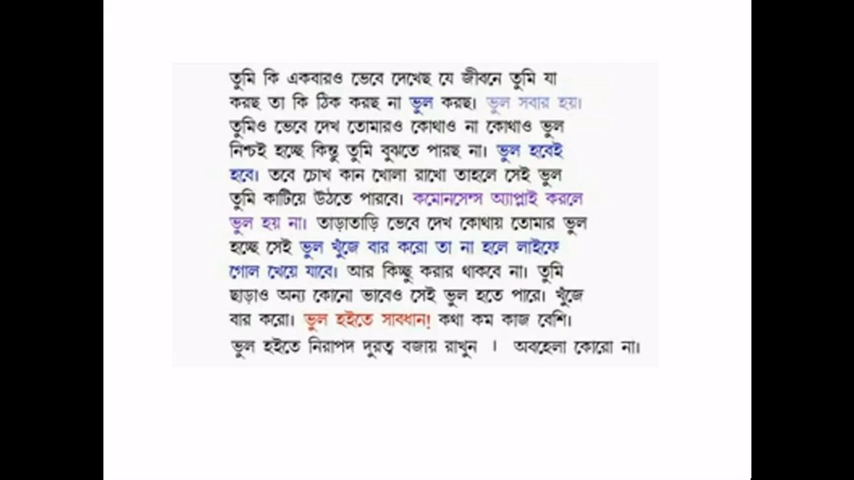 তুমি কি একবারও ভেবে দেখেছ যে জীবনে তুমি যা
করছ তা কি ঠিক করছ না ভুল করছ। ভুল সবার হয়।
তুমিও ভেবে দেখ তোমারও কোথাও না কোথাও ভুল
নিশ্চই হচ্ছে কিন্তু তুমি বুঝতে পারছ না। ভুল হবেই
হবে। তবে চোখ কান খোলা রাখো তাহলে সেই ভুল
তুমি কাটিয়ে উঠতে পারবে। কমোনসেন্স অ্যাপ্লাই করলে
ভুল হয় না। তাড়াতাড়ি ভেবে দেখ কোথায় তোমার ভুল
হচ্ছে সেই ভুল খুঁজে বার করো তা না হলে লাইফে
গোল খেয়ে যাবে। আর কিচ্ছু করার থাকবে না। তুমি
ছাড়াও অন্য কোনো ভাবেও সেই ভুল হতে পারে। খুঁজে
বার করো। ভুল হইতে সাবধান! কথা কম কাজ বেশি।
ভুল হইতে নিরাপদ দুরত্ব বজায় রাখুন । অবহেলা কোরো না।